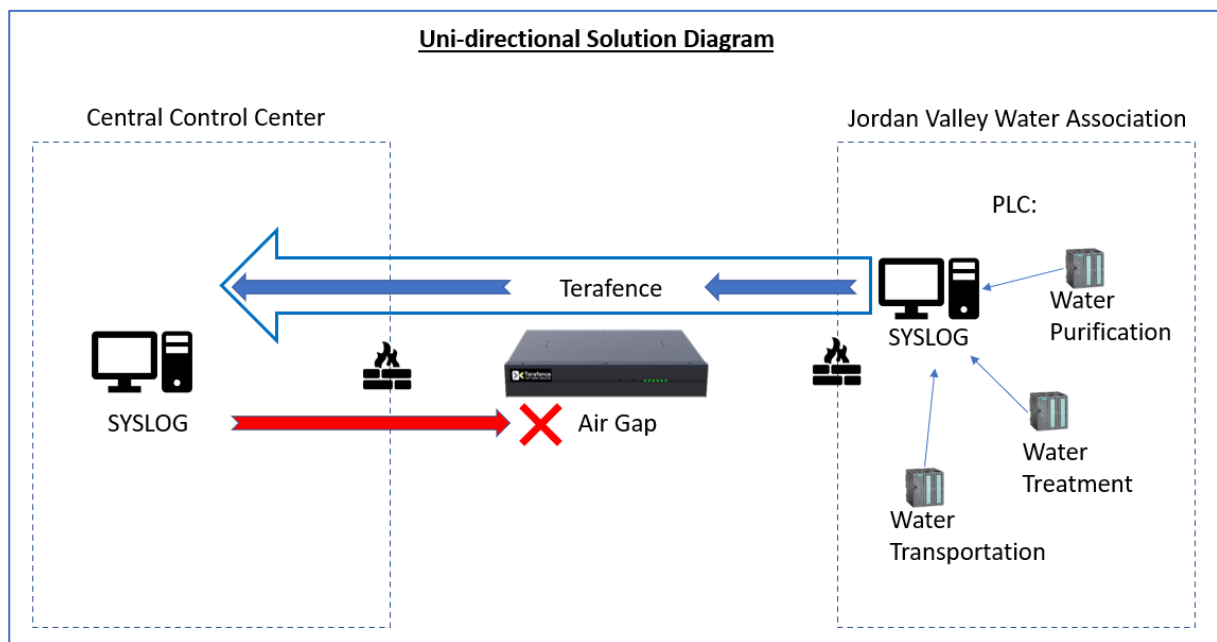 Uni-directional Solution Diagram
Central Control Center
Jordan Valley Water Association
PLC:
Terafence
SYSLOG
Water
Purification
SYSLOG
Terafence
Air Gap
Water
Treatment
Water
Transportation